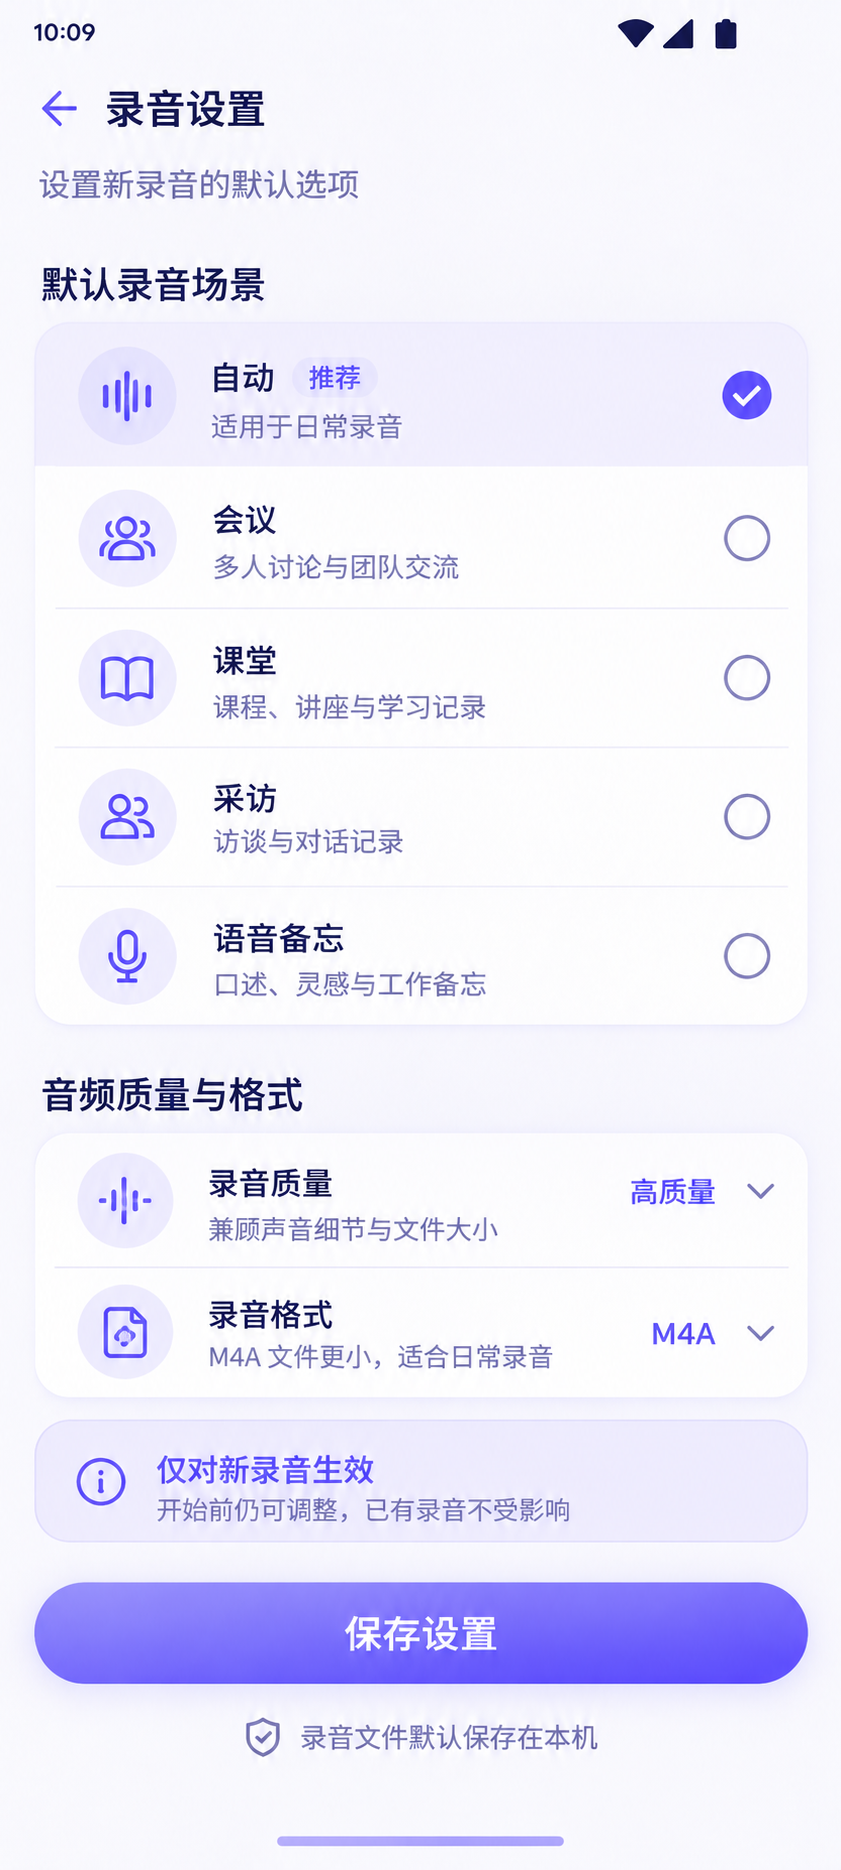 10:09
录音设置
设置新录音的默认选项
默认录音场景
自动 推荐
适用于日常录音
会议
多人讨论与团队交流
课堂
课程、讲座与学习记录
采访
访谈与对话记录
语音备忘
口述、灵感与工作备忘
音频质量与格式
录音质量
高质量
兼顾声音细节与文件大小
录音格式
M4A
M4A 文件更小，适合日常录音
仅对新录音生效
开始前仍可调整，已有录音不受影响
保存设置
录音文件默认保存在本机